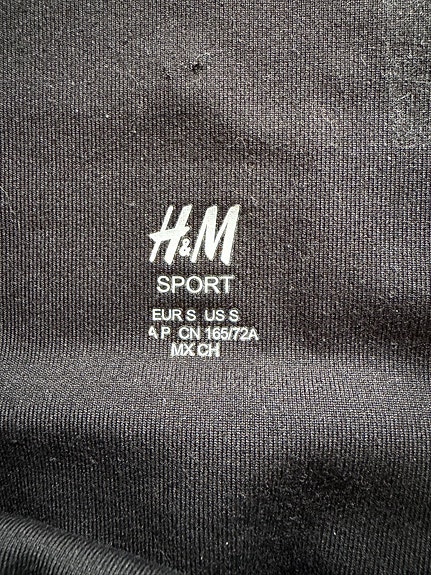 H&M
SPORT
EUR S US S
A P CN 165/72A
MX CH